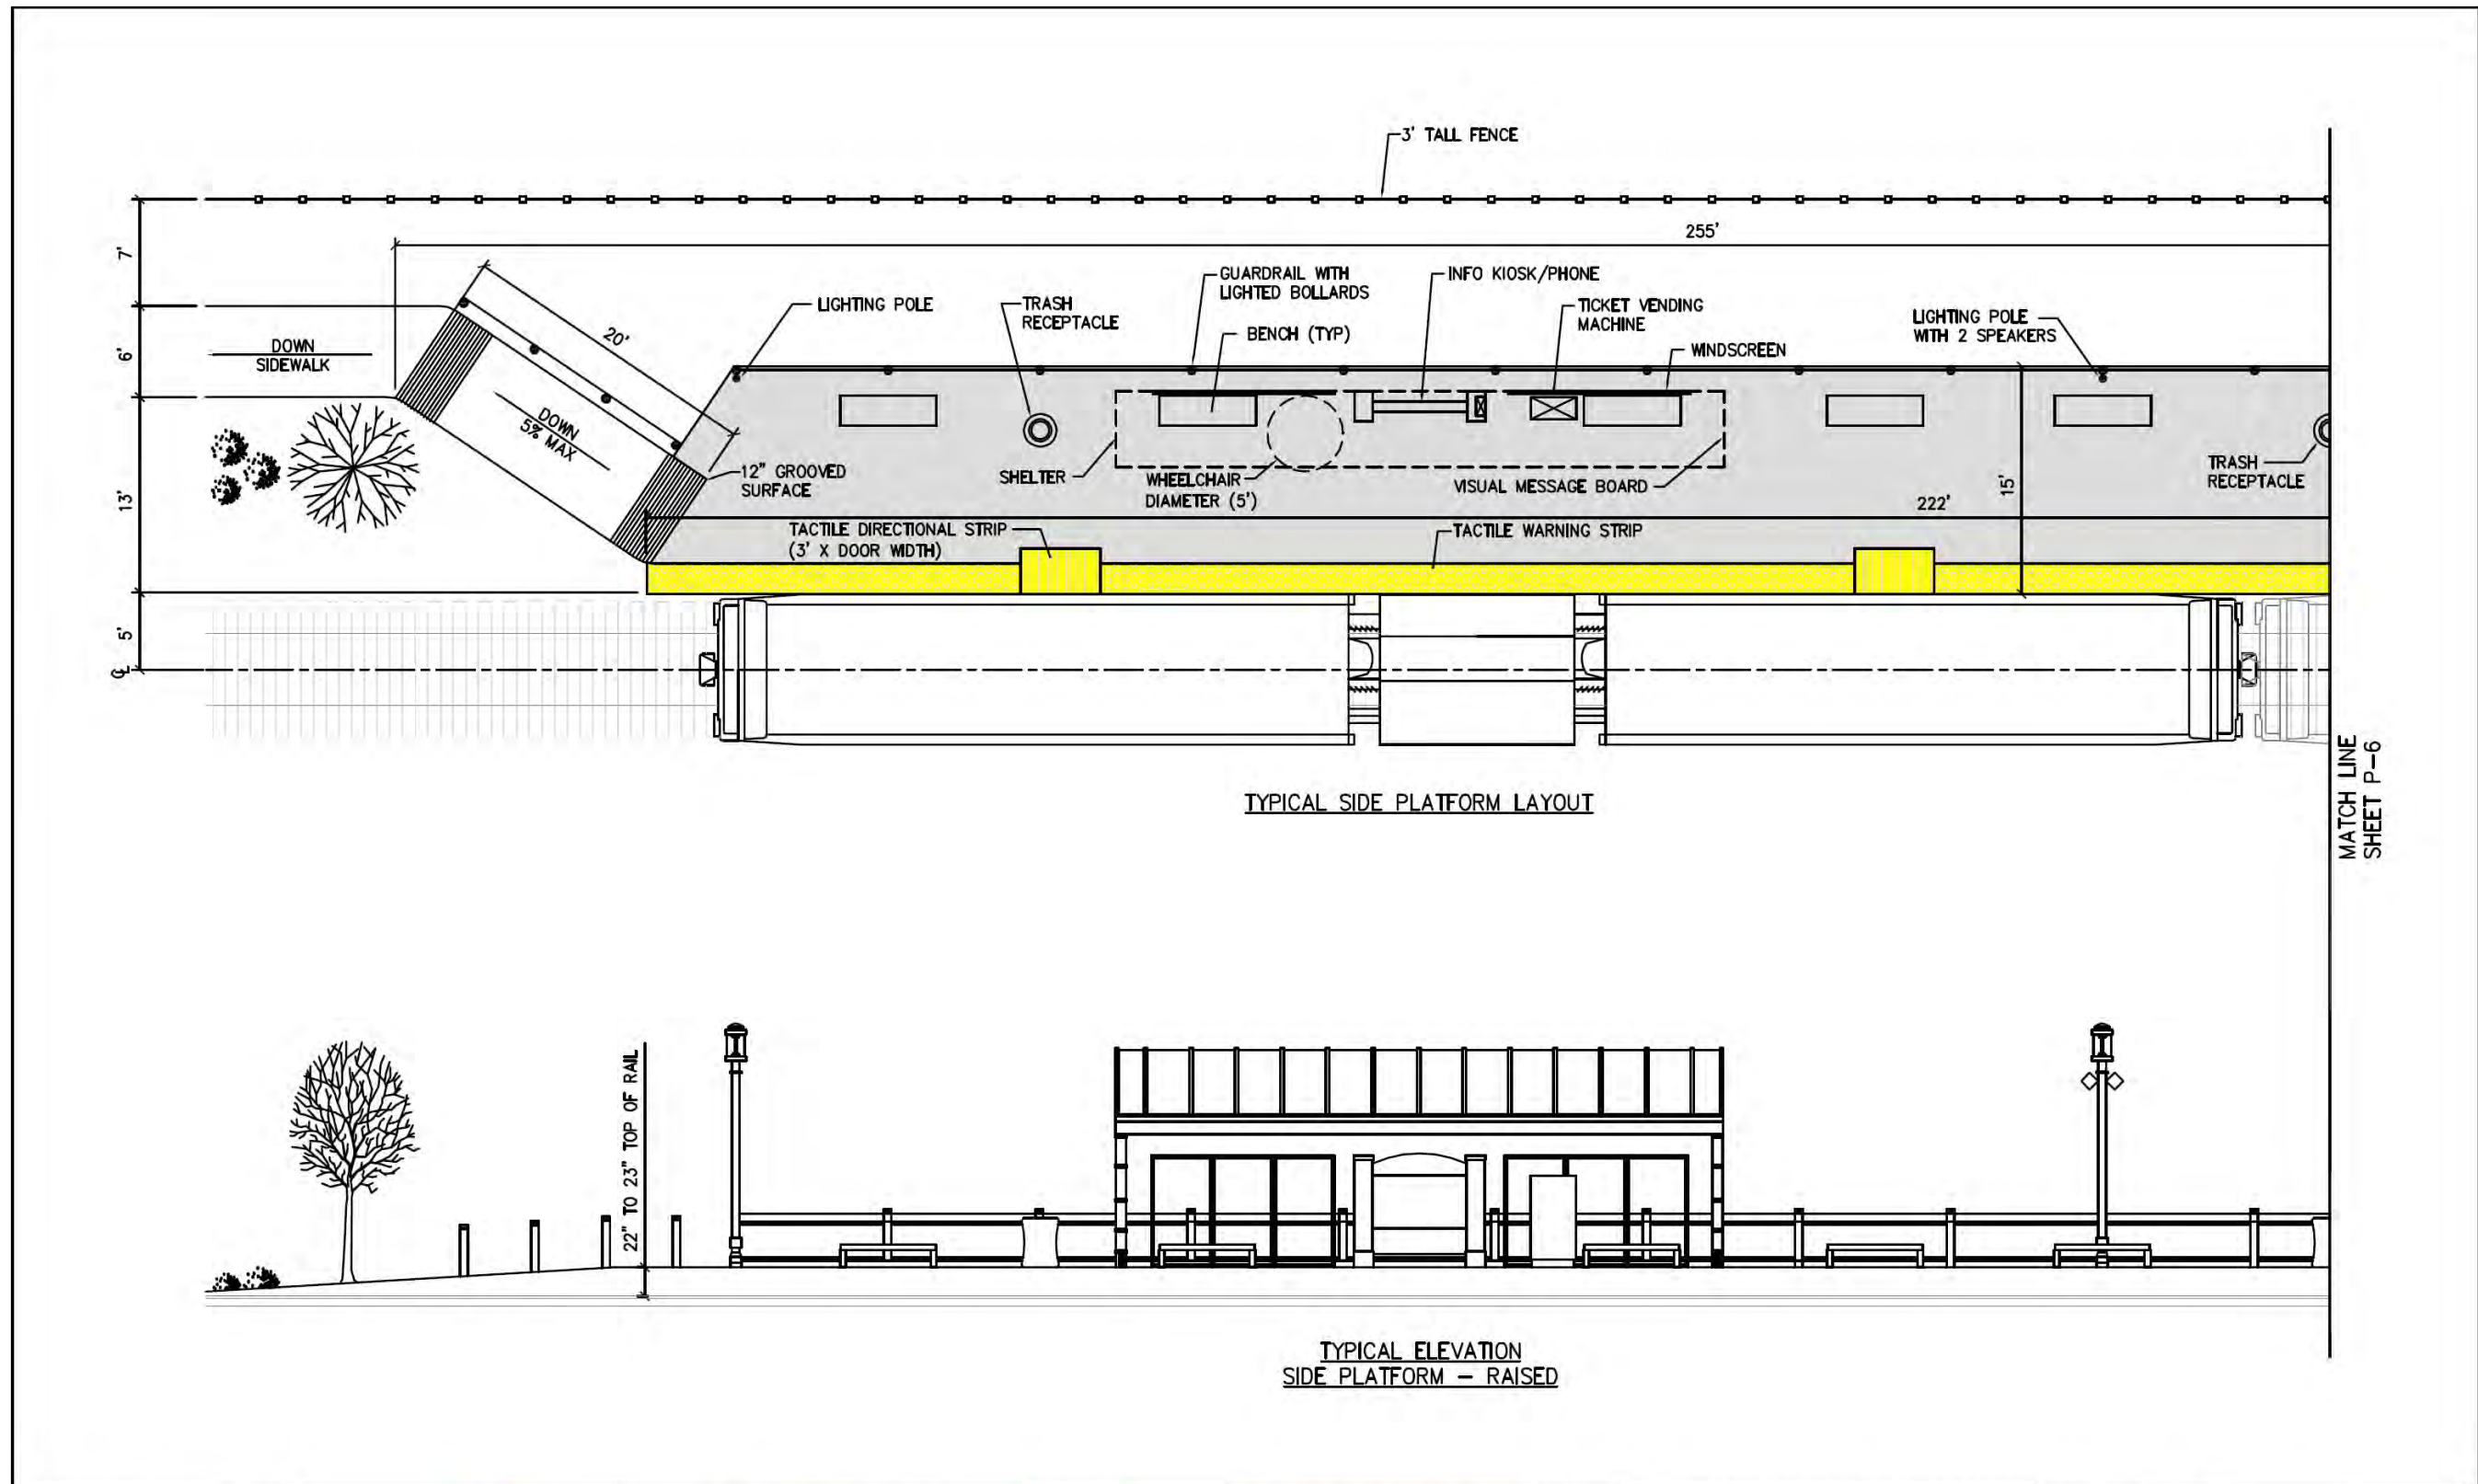 3' TALL FENCE
255'
7'
GUARDRAIL WITH
LIGHTED BOLLARDS
INFO KIOSK/PHONE
LIGHTING POLE
TRASH
RECEPTACLE
TICKET VENDING
MACHINE
LIGHTING POLE
WITH 2 SPEAKERS
20'
BENCH (TYP)
WINDSCREEN
6'
DOWN
SIDEWALK
DOWN
5% MAX
12" GROOVED
SURFACE
SHELTER
WHEELCHAIR
DIAMETER (5')
VISUAL MESSAGE BOARD
TRASH
RECEPTACLE
13'
222'
15'
TACTILE DIRECTIONAL STRIP
(3' X DOOR WIDTH)
TACTILE WARNING STRIP
5'
℄
TYPICAL SIDE PLATFORM LAYOUT
MATCH LINE
SHEET P-6
22" TO 23" TOP OF RAIL
TYPICAL ELEVATION
SIDE PLATFORM - RAISED